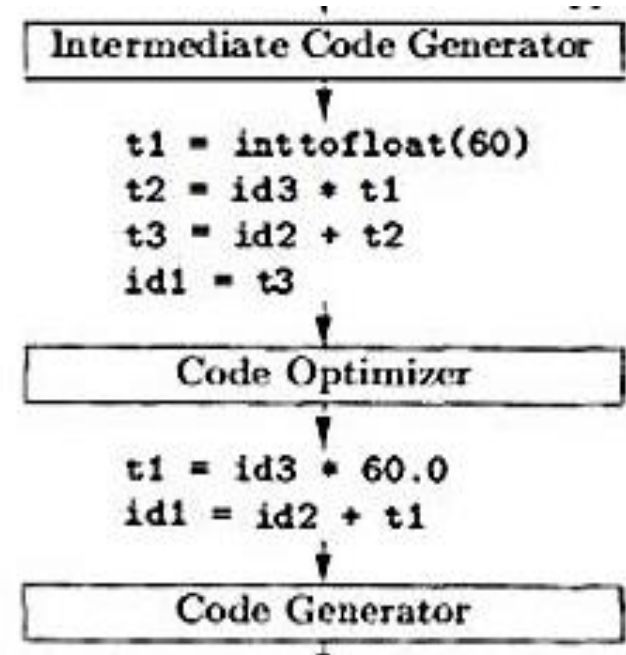 Intermediate Code Generator
t1 = inttofloat(60)
t2 = id3 * t1
t3 = id2 + t2
id1 = t3
Code Optimizer
t1 = id3 * 60.0
id1 = id2 + t1
Code Generator